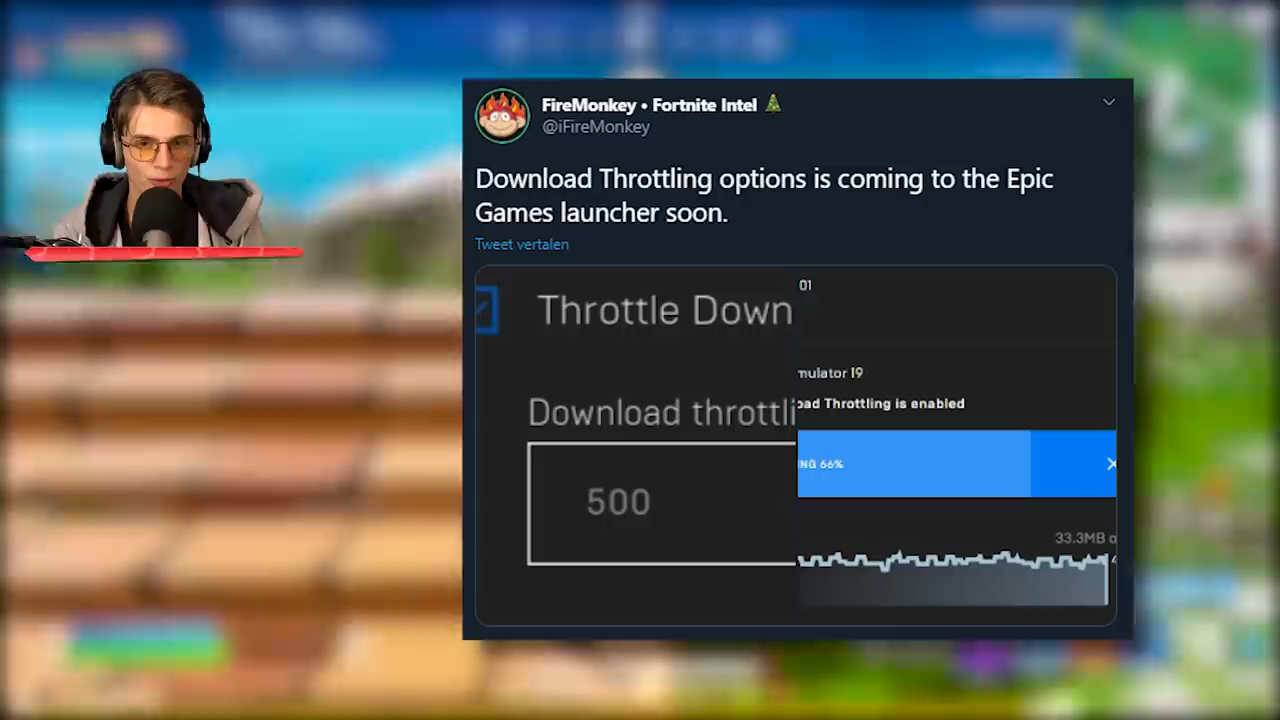 FireMonkey • Fortnite Intel 🎄
@iFireMonkey
Download Throttling options is coming to the Epic
Games launcher soon.
Tweet vertalen
Throttle Down
Download throttli
500
01
mulator 19
oad Throttling is enabled
NG 66%
33.3MB o